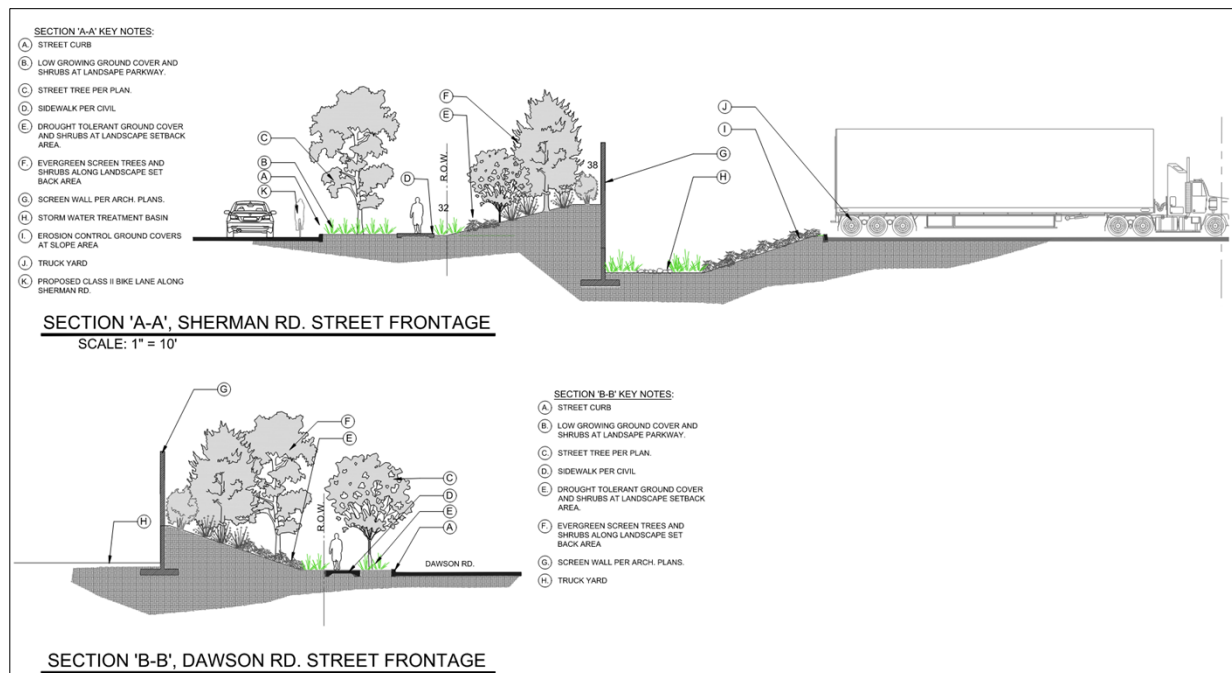 SECTION 'A-A' KEY NOTES:
A. STREET CURB
B. LOW GROWING GROUND COVER AND
SHRUBS AT LANDSAPE PARKWAY.
C. STREET TREE PER PLAN.
D. SIDEWALK PER CIVIL
E. DROUGHT TOLERANT GROUND COVER
AND SHRUBS AT LANDSCAPE SETBACK
AREA.
F. EVERGREEN SCREEN TREES AND
SHRUBS ALONG LANDSCAPE SET
BACK AREA
G. SCREEN WALL PER ARCH. PLANS.
H. STORM WATER TREATMENT BASIN
I. EROSION CONTROL GROUND COVERS
AT SLOPE AREA
J. TRUCK YARD
K. PROPOSED CLASS II BIKE LANE ALONG
SHERMAN RD.
C
B
A
K
D
F
E
R.O.W.
32
38
G
H
J
I
J
SECTION 'A-A', SHERMAN RD. STREET FRONTAGE
SCALE: 1" = 10'
G
H
F
E
R.O.W.
C
D
E
A
DAWSON RD.
SECTION 'B-B' KEY NOTES:
A. STREET CURB
B. LOW GROWING GROUND COVER AND
SHRUBS AT LANDSAPE PARKWAY.
C. STREET TREE PER PLAN.
D. SIDEWALK PER CIVIL
E. DROUGHT TOLERANT GROUND COVER
AND SHRUBS AT LANDSCAPE SETBACK
AREA.
F. EVERGREEN SCREEN TREES AND
SHRUBS ALONG LANDSCAPE SET
BACK AREA
G. SCREEN WALL PER ARCH. PLANS.
H. TRUCK YARD
SECTION 'B-B', DAWSON RD. STREET FRONTAGE